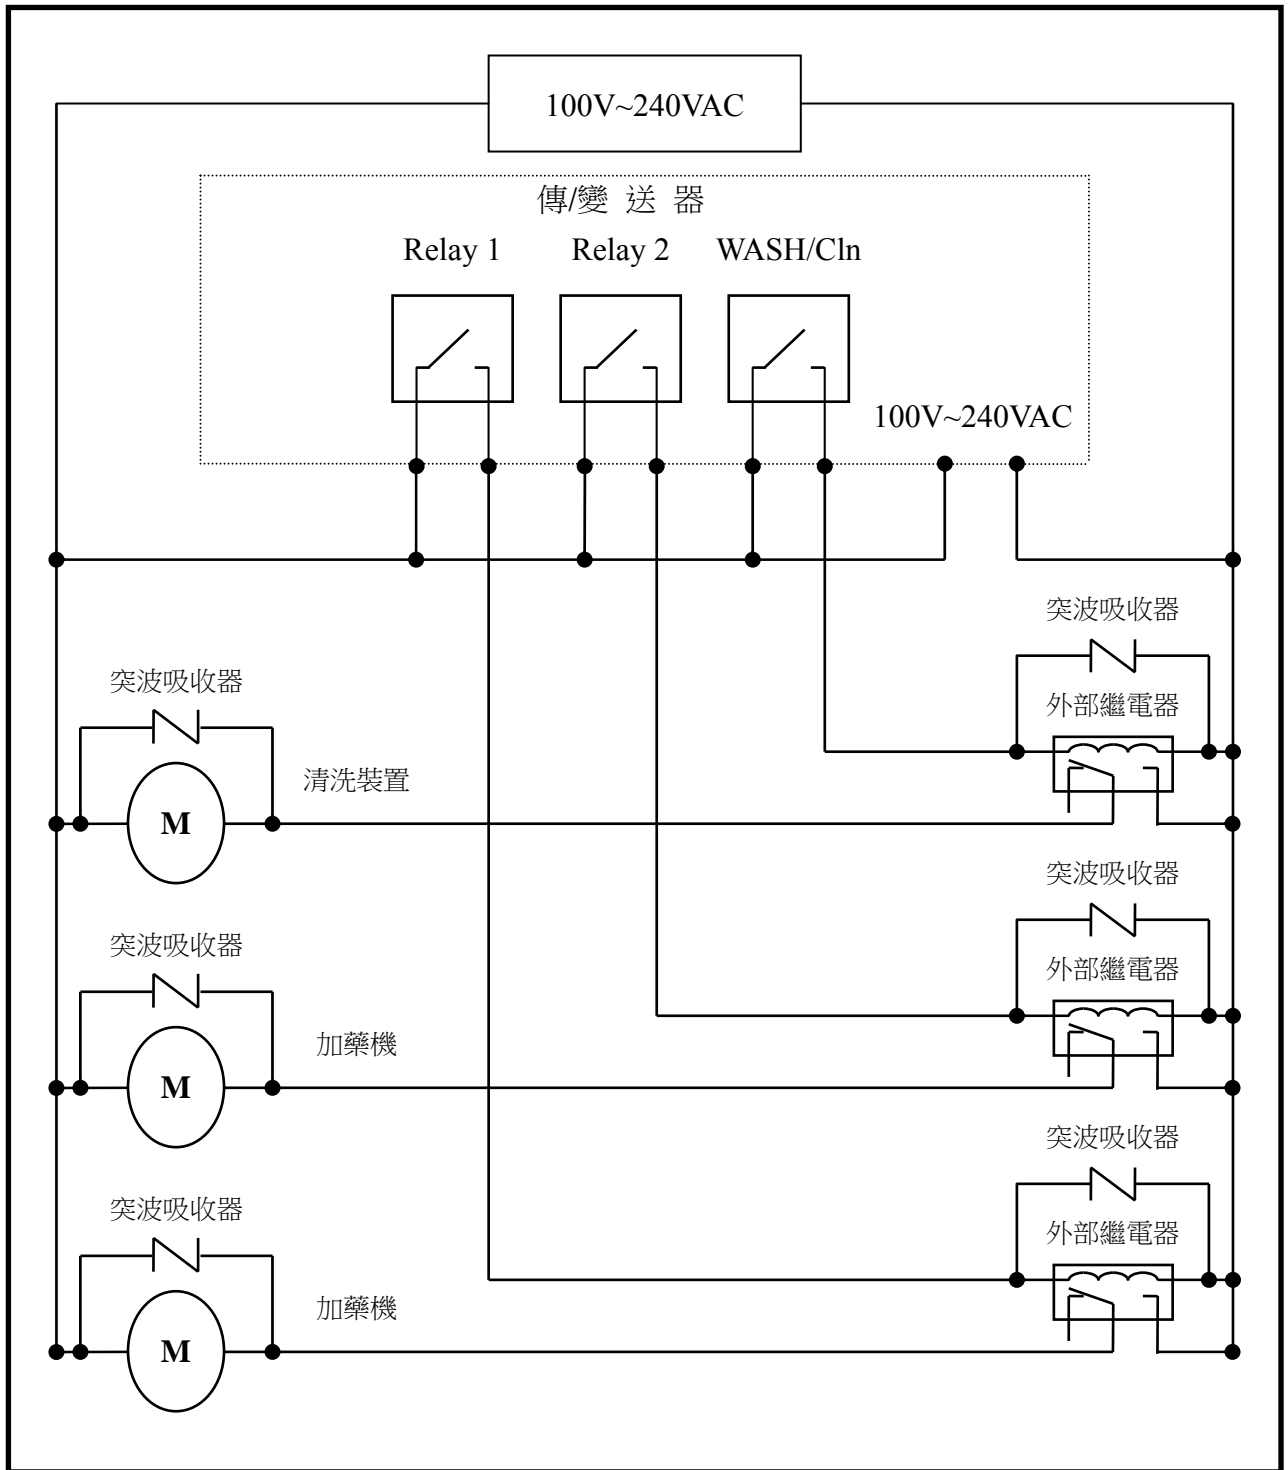 100V~240VAC
傳/變 送 器
Relay 1 Relay 2 WASH/Cln
100V~240VAC
突波吸收器
外部繼電器
突波吸收器
清洗裝置
M
突波吸收器
外部繼電器
突波吸收器
加藥機
M
突波吸收器
外部繼電器
突波吸收器
加藥機
M